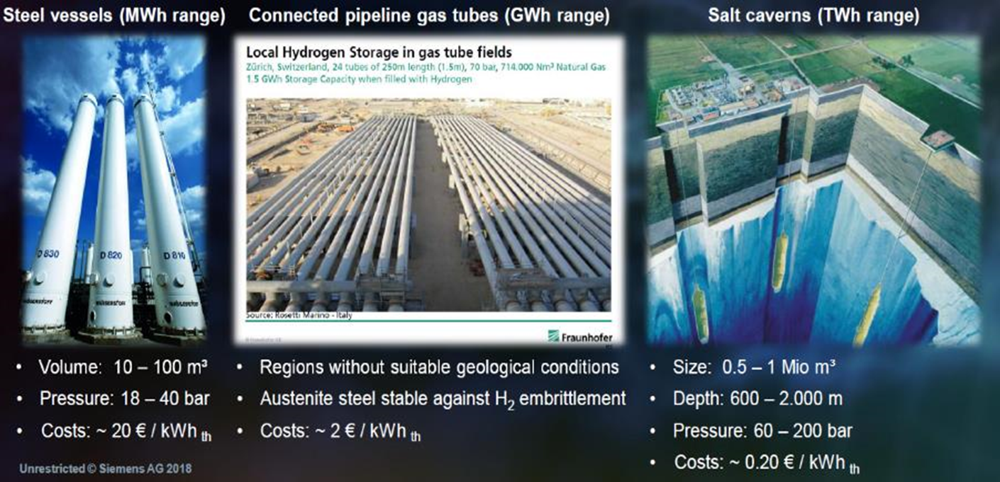 Steel vessels (MWh range)
D 830
D 820
D 810
WASSERSTOFF
WASSERSTOFF
WASSERSTOFF
• Volume: 10 – 100 m³
• Pressure: 18 – 40 bar
• Costs: ~ 20 € / kWh th
Connected pipeline gas tubes (GWh range)
Local Hydrogen Storage in gas tube fields
Zürich, Switzerland, 24 tubes of 250m length (1.5m), 70 bar, 714.000 Nm³ Natural Gas
1.5 GWh Storage Capacity when filled with Hydrogen
Source: Rosetti Marino - Italy
Fraunhofer
• Regions without suitable geological conditions
• Austenite steel stable against H₂ embrittlement
• Costs: ~ 2 € / kWh th
Salt caverns (TWh range)
• Size: 0.5 – 1 Mio m³
• Depth: 600 – 2.000 m
• Pressure: 60 – 200 bar
• Costs: ~ 0.20 € / kWh th
Unrestricted © Siemens AG 2018